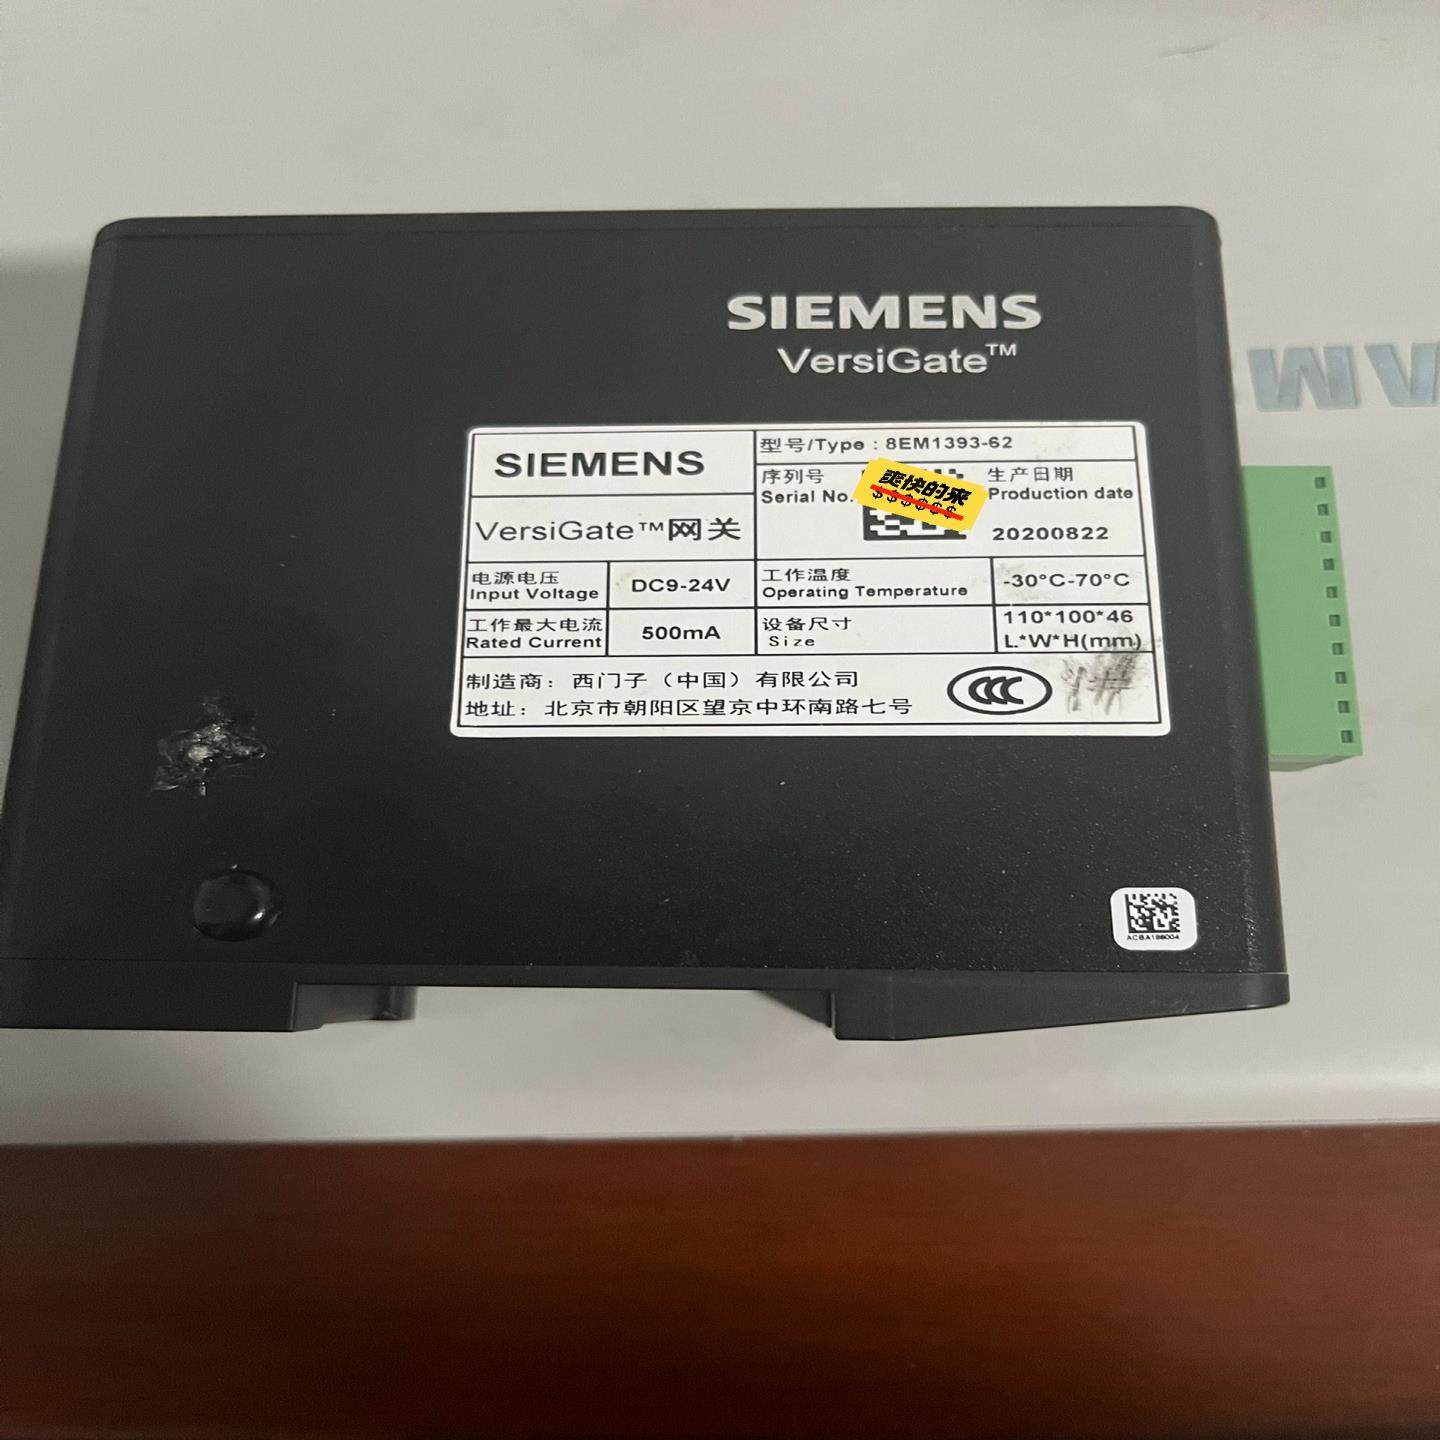 SIEMENS
VersiGate™
SIEMENS
VersiGate™网关
型号/Type : 8EM1393-62
序列号
Serial No.
爽快的来
$$$$$$
生产日期
Production date
20200822
电源电压
Input Voltage
DC9-24V
工作温度
Operating Temperature
-30°C-70°C
工作最大电流
Rated Current
500mA
设备尺寸
Size
110*100*46
L*W*H(mm)
制造商：西门子（中国）有限公司
地址：北京市朝阳区望京中环南路七号
CCC